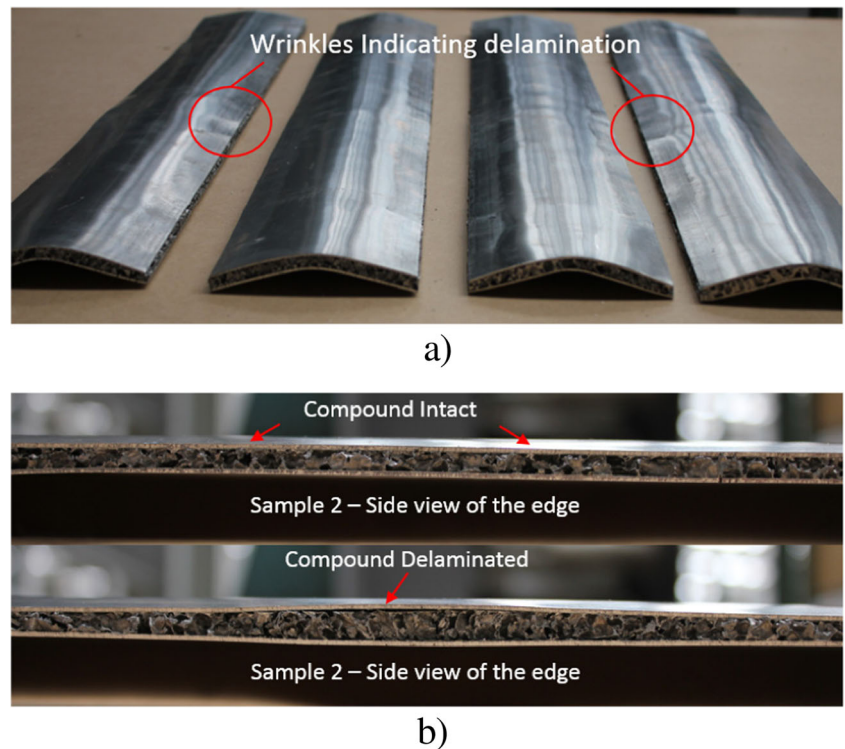 Wrinkles Indicating delamination
a)
Compound Intact
Sample 2 – Side view of the edge
Compound Delaminated
Sample 2 – Side view of the edge
b)